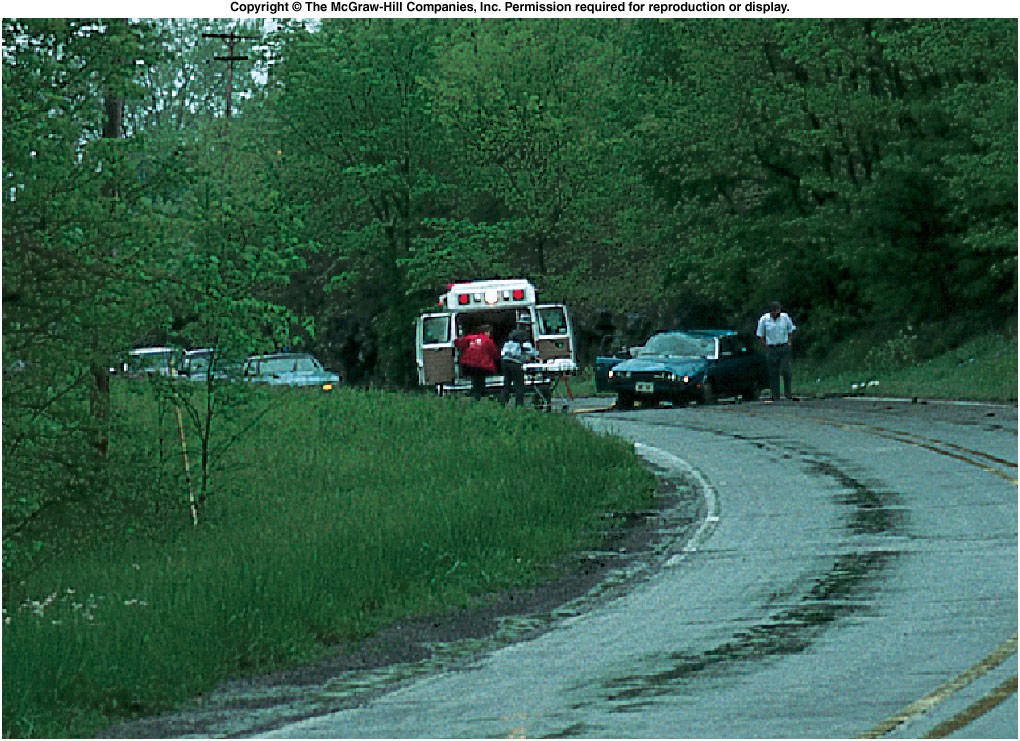 Copyright © The McGraw-Hill Companies, Inc. Permission required for reproduction or display.